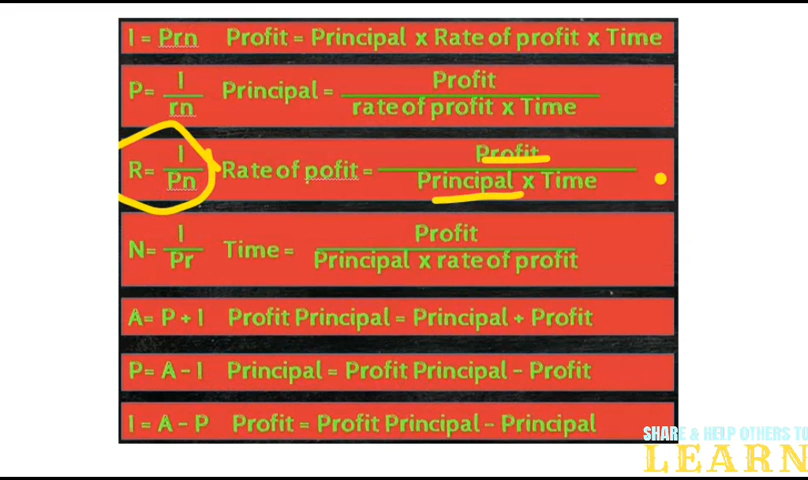 I = Prn Profit = Principal x Rate of profit x Time
P= I/rn Principal = Profit/rate of profit x Time
R= I/Pn Rate of pofit = Profit/Principal x Time
N= I/Pr Time = Profit/Principal x rate of profit
A= P + I Profit Principal = Principal + Profit
P= A - I Principal = Profit Principal - Profit
I = A - P Profit = Profit Principal - Principal
SHARE & HELP OTHERS TO
LEARN